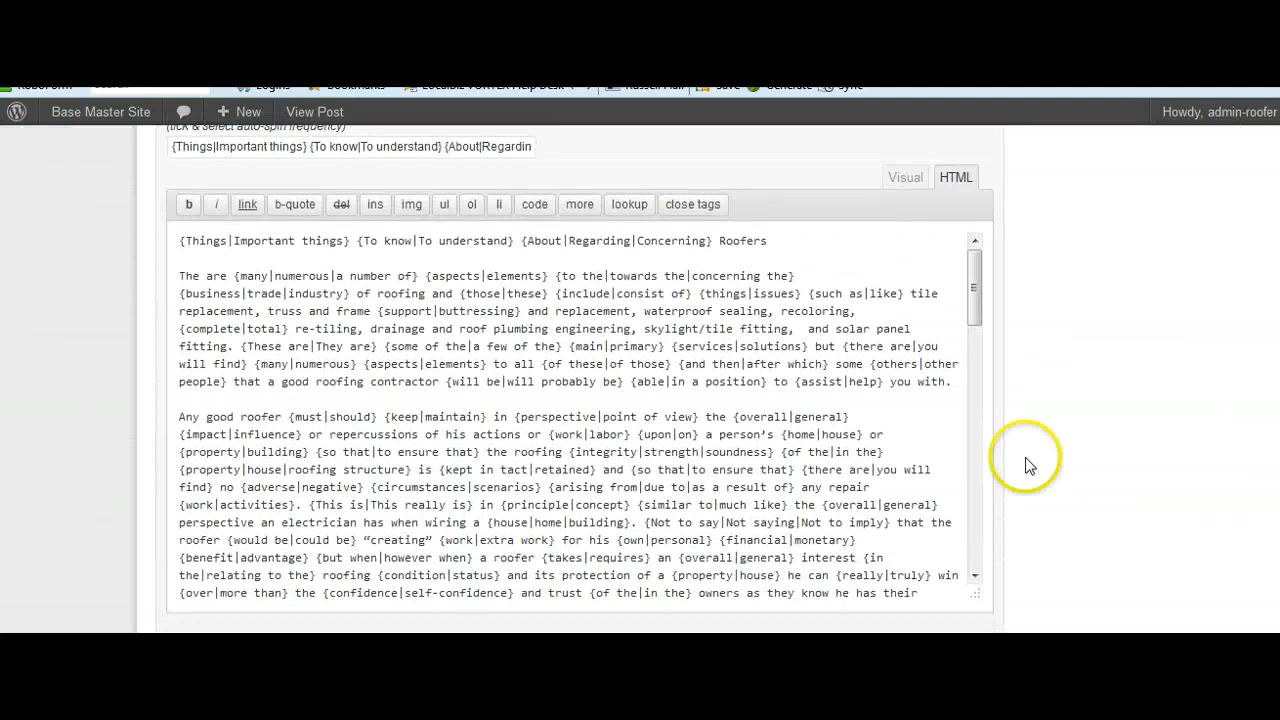 Logins Bookmarks LocalBiz VORTEX Help Desk Russell Hall Save Generate Sync
Base Master Site New View Post Howdy, admin-roofer
(tick & select auto-spin frequency)
{Things|Important things} {To know|To understand} {About|Regardin
Visual HTML
b i link b-quote del ins img ul ol li code more lookup close tags
{Things|Important things} {To know|To understand} {About|Regarding|Concerning} Roofers
The are {many|numerous|a number of} {aspects|elements} {to the|towards the|concerning the}
{business|trade|industry} of roofing and {those|these} {include|consist of} {things|issues} {such as|like} tile
replacement, truss and frame {support|buttressing} and replacement, waterproof sealing, recoloring,
{complete|total} re-tiling, drainage and roof plumbing engineering, skylight/tile fitting,  and solar panel
fitting. {These are|They are} {some of the|a few of the} {main|primary} {services|solutions} but {there are|you
will find} {many|numerous} {aspects|elements} to all {of these|of those} {and then|after which} some {others|other
people} that a good roofing contractor {will be|will probably be} {able|in a position} to {assist|help} you with.
Any good roofer {must|should} {keep|maintain} in {perspective|point of view} the {overall|general}
{impact|influence} or repercussions of his actions or {work|labor} {upon|on} a person’s {home|house} or
{property|building} {so that|to ensure that} the roofing {integrity|strength|soundness} {of the|in the}
{property|house|roofing structure} is {kept in tact|retained} and {so that|to ensure that} {there are|you will
find} no {adverse|negative} {circumstances|scenarios} {arising from|due to|as a result of} any repair
{work|activities}. {This is|This really is} in {principle|concept} {similar to|much like} the {overall|general}
perspective an electrician has when wiring a {house|home|building}. {Not to say|Not saying|Not to imply} that the
roofer {would be|could be} “creating” {work|extra work} for his {own|personal} {financial|monetary}
{benefit|advantage} {but when|however when} a roofer {takes|requires} an {overall|general} interest {in
the|relating to the} roofing {condition|status} and its protection of a {property|house} he can {really|truly} win
{over|more than} the {confidence|self-confidence} and trust {of the|in the} owners as they know he has their